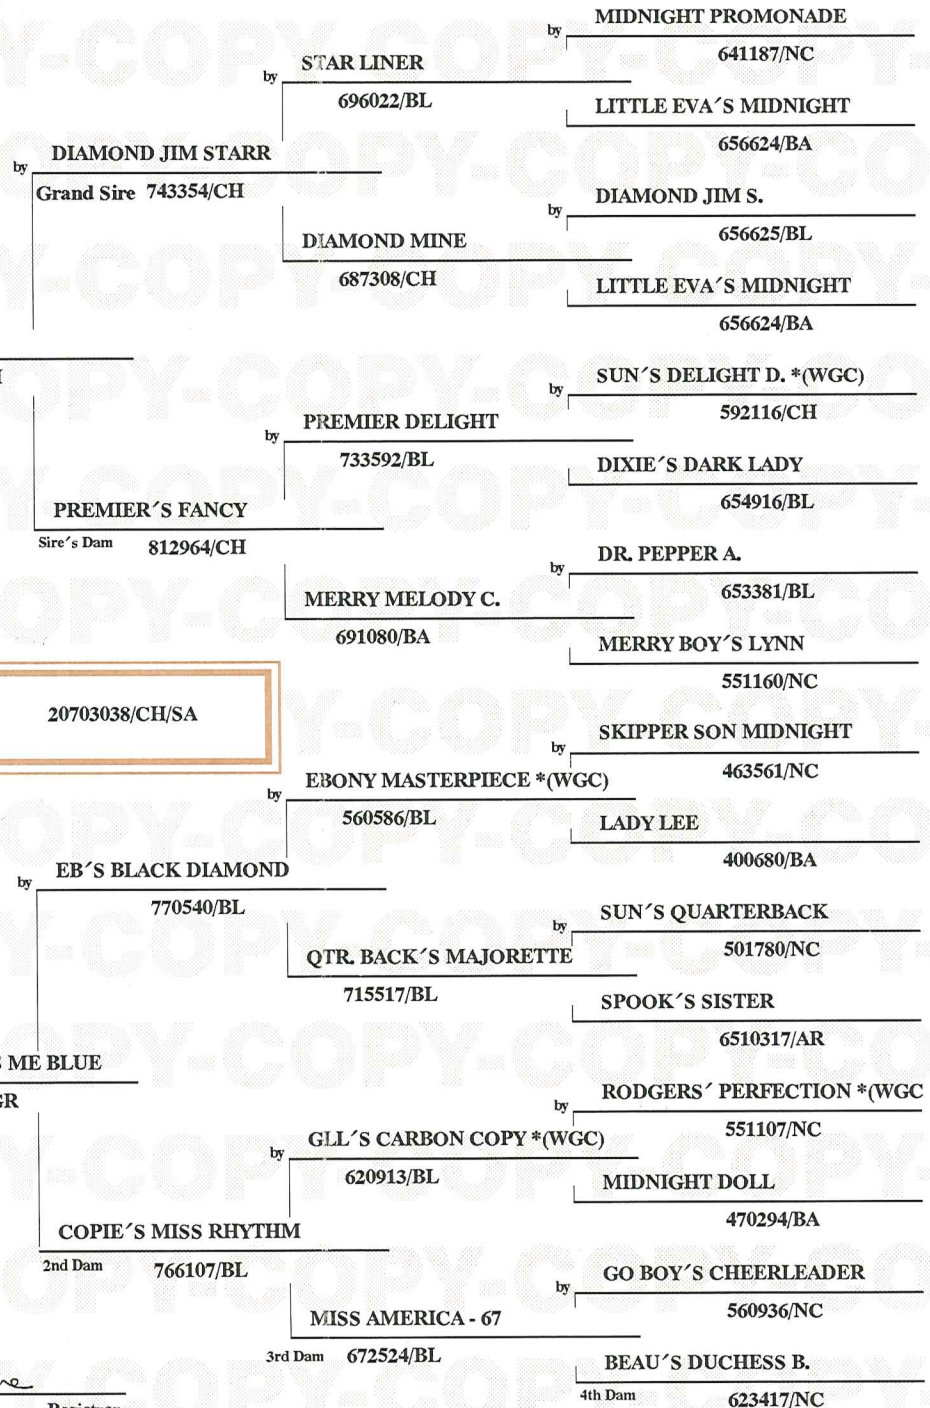 by MIDNIGHT PROMONADE
641187/NC
by STAR LINER
696022/BL
LITTLE EVA´S MIDNIGHT
656624/BA
by DIAMOND JIM STARR
Grand Sire 743354/CH
by DIAMOND JIM S.
656625/BL
DIAMOND MINE
687308/CH
LITTLE EVA´S MIDNIGHT
656624/BA
by SUN´S DELIGHT D. *(WGC)
592116/CH
by PREMIER DELIGHT
733592/BL
DIXIE´S DARK LADY
654916/BL
PREMIER´S FANCY
Sire´s Dam 812964/CH
by DR. PEPPER A.
653381/BL
MERRY MELODY C.
691080/BA
MERRY BOY´S LYNN
551160/NC
20703038/CH/SA
by SKIPPER SON MIDNIGHT
463561/NC
by EBONY MASTERPIECE *(WGC)
560586/BL
LADY LEE
400680/BA
by EB´S BLACK DIAMOND
770540/BL
by SUN´S QUARTERBACK
501780/NC
QTR. BACK´S MAJORETTE
715517/BL
SPOOK´S SISTER
6510317/AR
ME BLUE
GR
by RODGERS´ PERFECTION *(WGC
551107/NC
by GLL´S CARBON COPY *(WGC)
620913/BL
MIDNIGHT DOLL
470294/BA
COPIE´S MISS RHYTHM
2nd Dam 766107/BL
by GO BOY´S CHEERLEADER
560936/NC
MISS AMERICA - 67
3rd Dam 672524/BL
BEAU´S DUCHESS B.
4th Dam 623417/NC
COPY-COPY-COPY